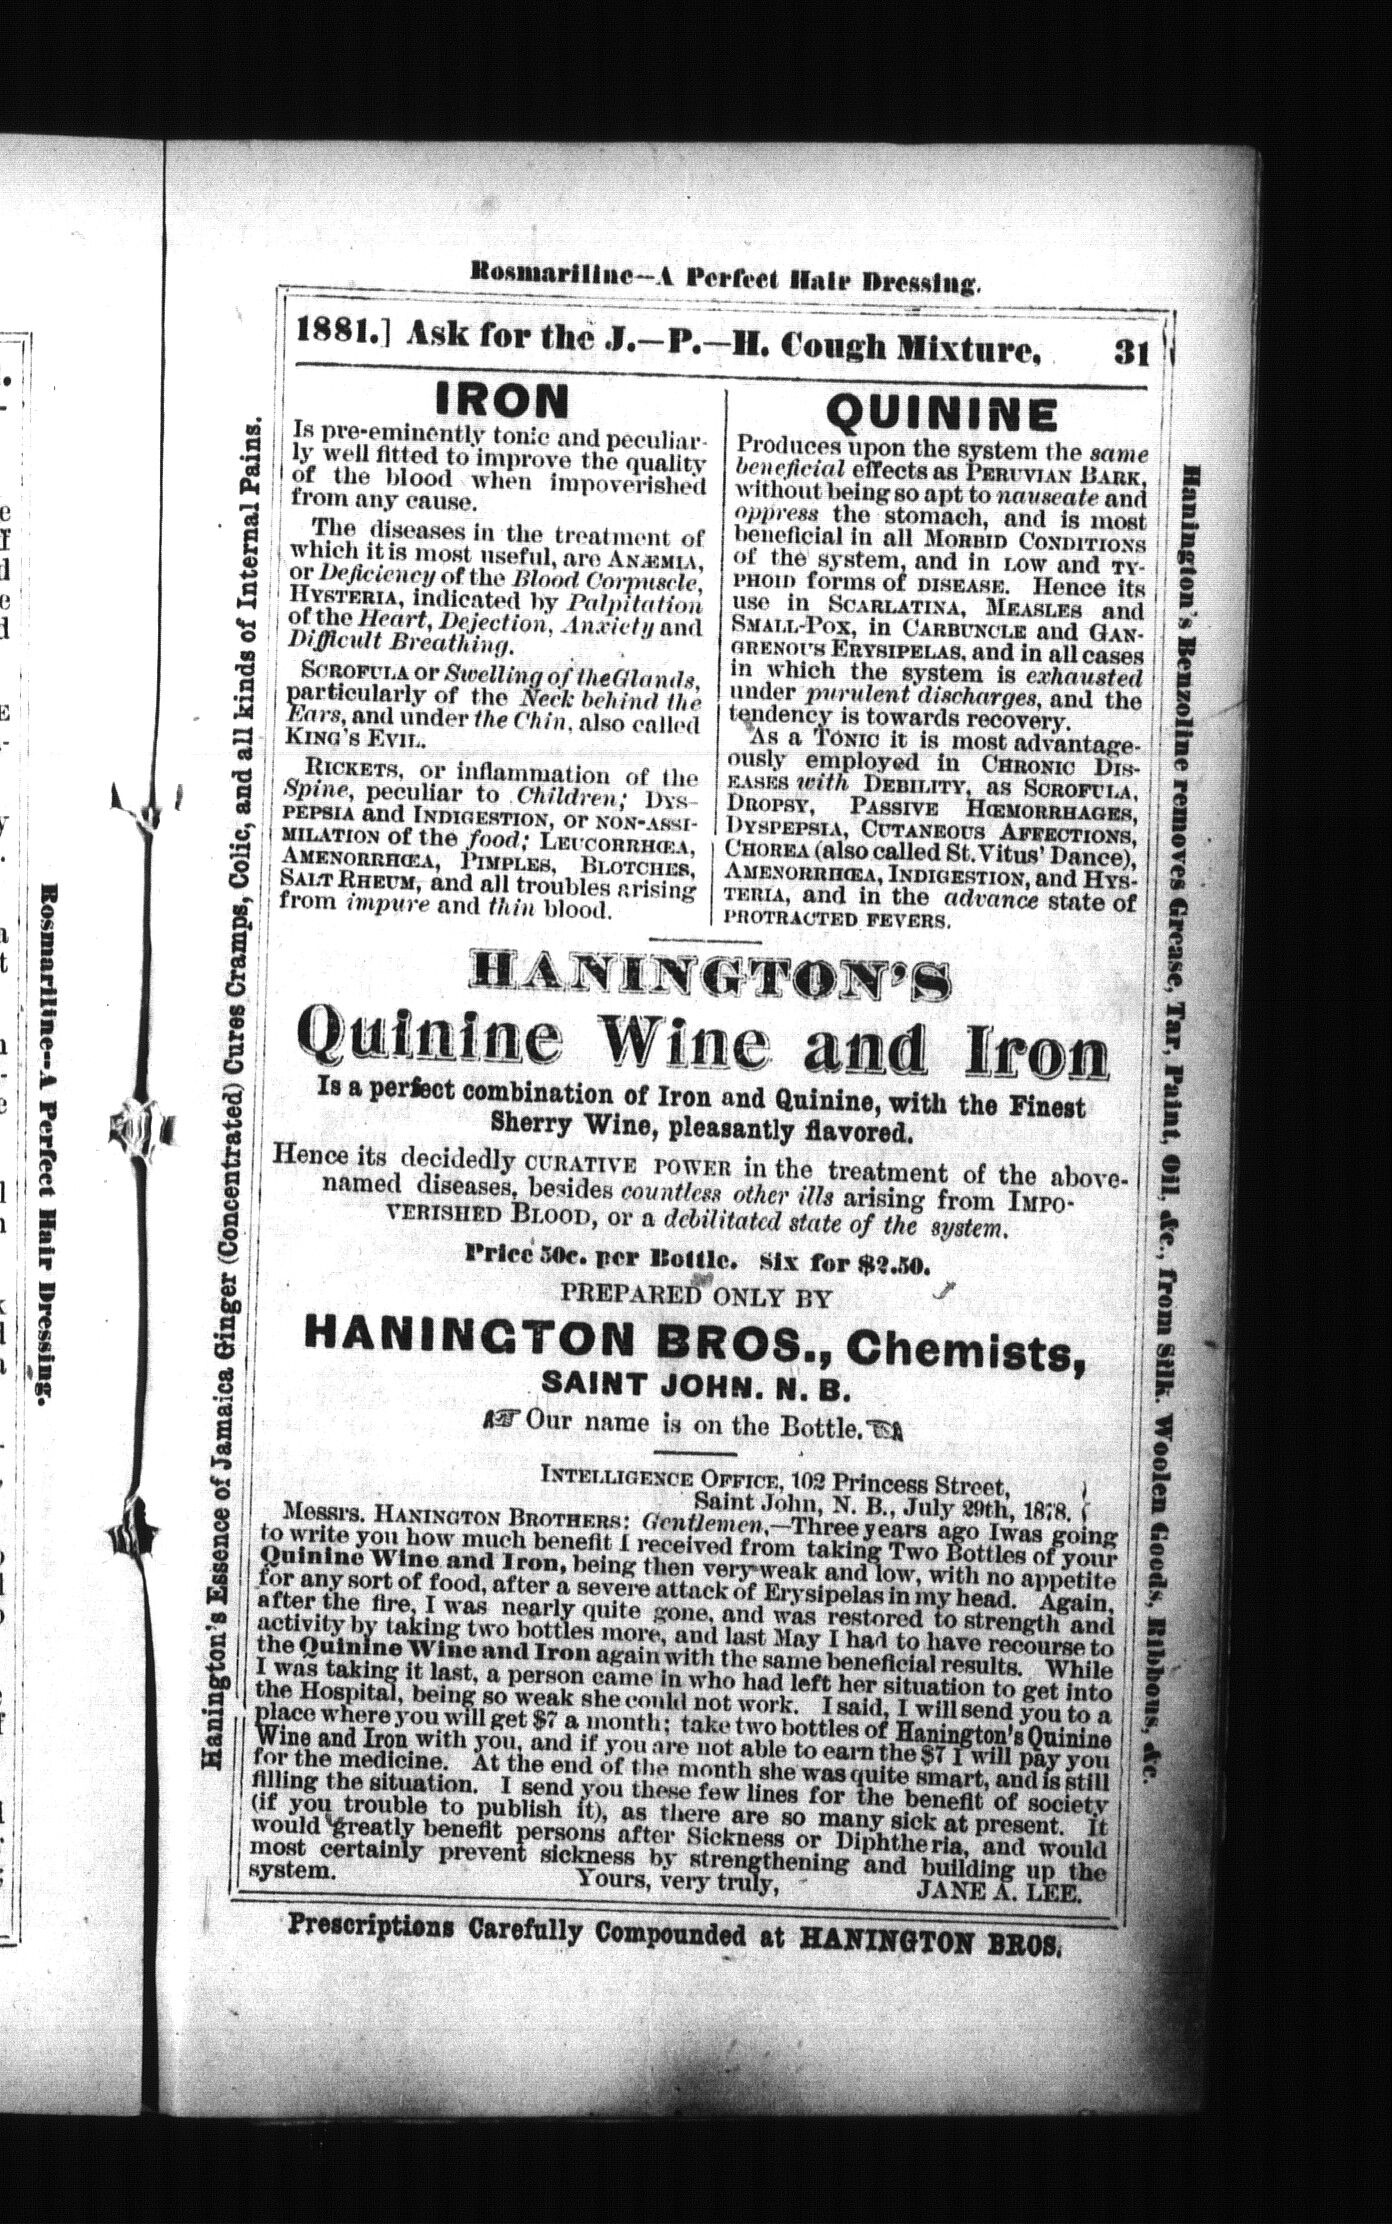 Rosmariline—A Perfect Hair Dressing.
1881.] Ask for the J.—P.—H. Cough Mixture. 31
IRON
Is pre-eminently tonic and peculiar-
ly well fitted to improve the quality
of the blood when impoverished
from any cause.
The diseases in the treatment of
which it is most useful, are ANÆMIA,
or Deficiency of the Blood Corpuscle,
HYSTERIA, indicated by Palpitation
of the Heart, Dejection, Anxiety and
Difficult Breathing.
SCROFULA or Swelling of the Glands,
particularly of the Neck behind the
Ears, and under the Chin, also called
KING'S EVIL.
RICKETS, or inflammation of the
Spine, peculiar to Children; DYS-
PEPSIA and INDIGESTION, or NON-ASSI-
MILATION of the food; LEUCORRHŒA,
AMENORRHŒA, PIMPLES, BLOTCHES,
SALT RHEUM, and all troubles arising
from impure and thin blood.
QUININE
Produces upon the system the same
beneficial effects as PERUVIAN BARK,
without being so apt to nauseate and
oppress the stomach, and is most
beneficial in all MORBID CONDITIONS
of the system, and in LOW and TY-
PHOID forms of DISEASE. Hence its
use in SCARLATINA, MEASLES and
SMALL-POX, in CARBUNCLE and GAN-
GRENOUS ERYSIPELAS, and in all cases
in which the system is exhausted
under purulent discharges, and the
tendency is towards recovery.
As a TONIC it is most advantage-
ously employed in CHRONIC DIS-
EASES with DEBILITY, as SCROFULA,
DROPSY, PASSIVE HŒMORRHAGES,
DYSPEPSIA, CUTANEOUS AFFECTIONS,
CHOREA (also called St. Vitus' Dance),
AMENORRHŒA, INDIGESTION, and HYS-
TERIA, and in the advance state of
PROTRACTED FEVERS.
HANINGTON'S
Quinine Wine and Iron
Is a perfect combination of Iron and Quinine, with the Finest
Sherry Wine, pleasantly flavored.
Hence its decidedly CURATIVE POWER in the treatment of the above-
named diseases, besides countless other ills arising from IMPO-
VERISHED BLOOD, or a debilitated state of the system.
Price 50c. per Bottle. Six for $2.50.
PREPARED ONLY BY
HANINGTON BROS., Chemists,
SAINT JOHN. N. B.
☞ Our name is on the Bottle. ☜
INTELLIGENCE OFFICE, 102 Princess Street,
Saint John, N. B., July 29th, 1878.
Messrs. HANINGTON BROTHERS: Gentlemen,—Three years ago I was going
to write you how much benefit I received from taking Two Bottles of your
Quinine Wine and Iron, being then very weak and low, with no appetite
for any sort of food, after a severe attack of Erysipelas in my head. Again,
after the fire, I was nearly quite gone, and was restored to strength and
activity by taking two bottles more, and last May I had to have recourse to
the Quinine Wine and Iron again with the same beneficial results. While
I was taking it last, a person came in who had left her situation to get into
the Hospital, being so weak she could not work. I said, I will send you to a
place where you will get $7 a month; take two bottles of Hanington's Quinine
Wine and Iron with you, and if you are not able to earn the $7 I will pay you
for the medicine. At the end of the month she was quite smart, and is still
filling the situation. I send you these few lines for the benefit of society
(if you trouble to publish it), as there are so many sick at present. It
would greatly benefit persons after Sickness or Diphtheria, and would
most certainly prevent sickness by strengthening and building up the
system. Yours, very truly, JANE A. LEE.
Prescriptions Carefully Compounded at HANINGTON BROS.
Hanington's Essence of Jamaica Ginger (Concentrated) Cures Cramps, Colic, and all kinds of Internal Pains.
Hanington's Benzoline removes Grease, Tar, Paint, Oil, &c., from Silk. Woolen Goods, Ribbons, &c.
Rosmariline--A Perfect Hair Dressing.